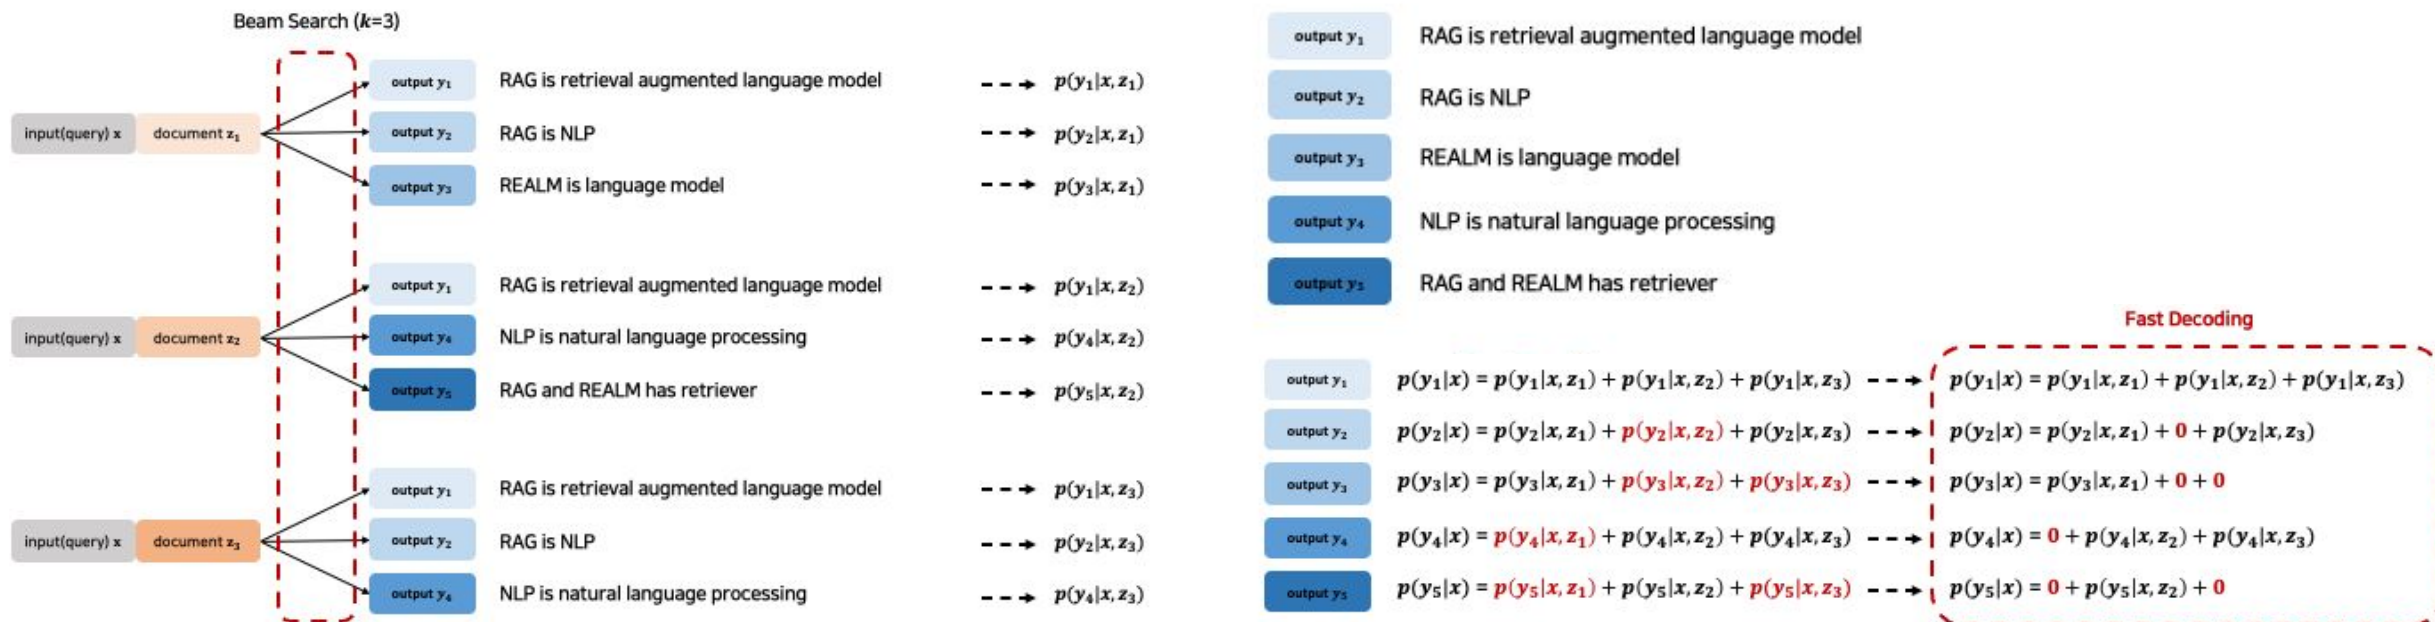 Beam Search (k=3)
input(query) x document z₁
output y₁ RAG is retrieval augmented language model p(y₁|x, z₁)
output y₂ RAG is NLP p(y₂|x, z₁)
output y₃ REALM is language model p(y₃|x, z₁)
input(query) x document z₂
output y₁ RAG is retrieval augmented language model p(y₁|x, z₂)
output y₄ NLP is natural language processing p(y₄|x, z₂)
output y₅ RAG and REALM has retriever p(y₅|x, z₂)
input(query) x document z₃
output y₁ RAG is retrieval augmented language model p(y₁|x, z₃)
output y₂ RAG is NLP p(y₂|x, z₃)
output y₄ NLP is natural language processing p(y₄|x, z₃)
output y₁ RAG is retrieval augmented language model
output y₂ RAG is NLP
output y₃ REALM is language model
output y₄ NLP is natural language processing
output y₅ RAG and REALM has retriever
Fast Decoding
output y₁ p(y₁|x) = p(y₁|x, z₁) + p(y₁|x, z₂) + p(y₁|x, z₃) p(y₁|x) = p(y₁|x, z₁) + p(y₁|x, z₂) + p(y₁|x, z₃)
output y₂ p(y₂|x) = p(y₂|x, z₁) + p(y₂|x, z₂) + p(y₂|x, z₃) p(y₂|x) = p(y₂|x, z₁) + 0 + p(y₂|x, z₃)
output y₃ p(y₃|x) = p(y₃|x, z₁) + p(y₃|x, z₂) + p(y₃|x, z₃) p(y₃|x) = p(y₃|x, z₁) + 0 + 0
output y₄ p(y₄|x) = p(y₄|x, z₁) + p(y₄|x, z₂) + p(y₄|x, z₃) p(y₄|x) = 0 + p(y₄|x, z₂) + p(y₄|x, z₃)
output y₅ p(y₅|x) = p(y₅|x, z₁) + p(y₅|x, z₂) + p(y₅|x, z₃) p(y₅|x) = 0 + p(y₅|x, z₂) + 0